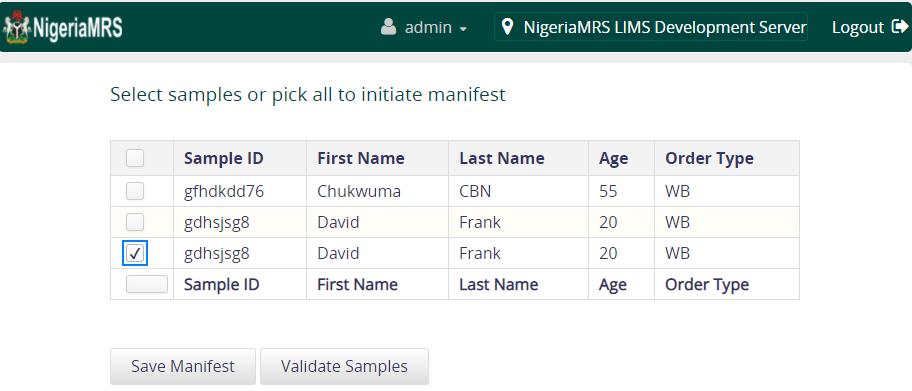 NigeriaMRS admin NigeriaMRS LIMS Development Server Logout
Select samples or pick all to initiate manifest
Sample ID First Name Last Name Age Order Type
gfhdkdd76 Chukwuma CBN 55 WB
gdhsjsg8 David Frank 20 WB
gdhsjsg8 David Frank 20 WB
Sample ID First Name Last Name Age Order Type
Save Manifest Validate Samples